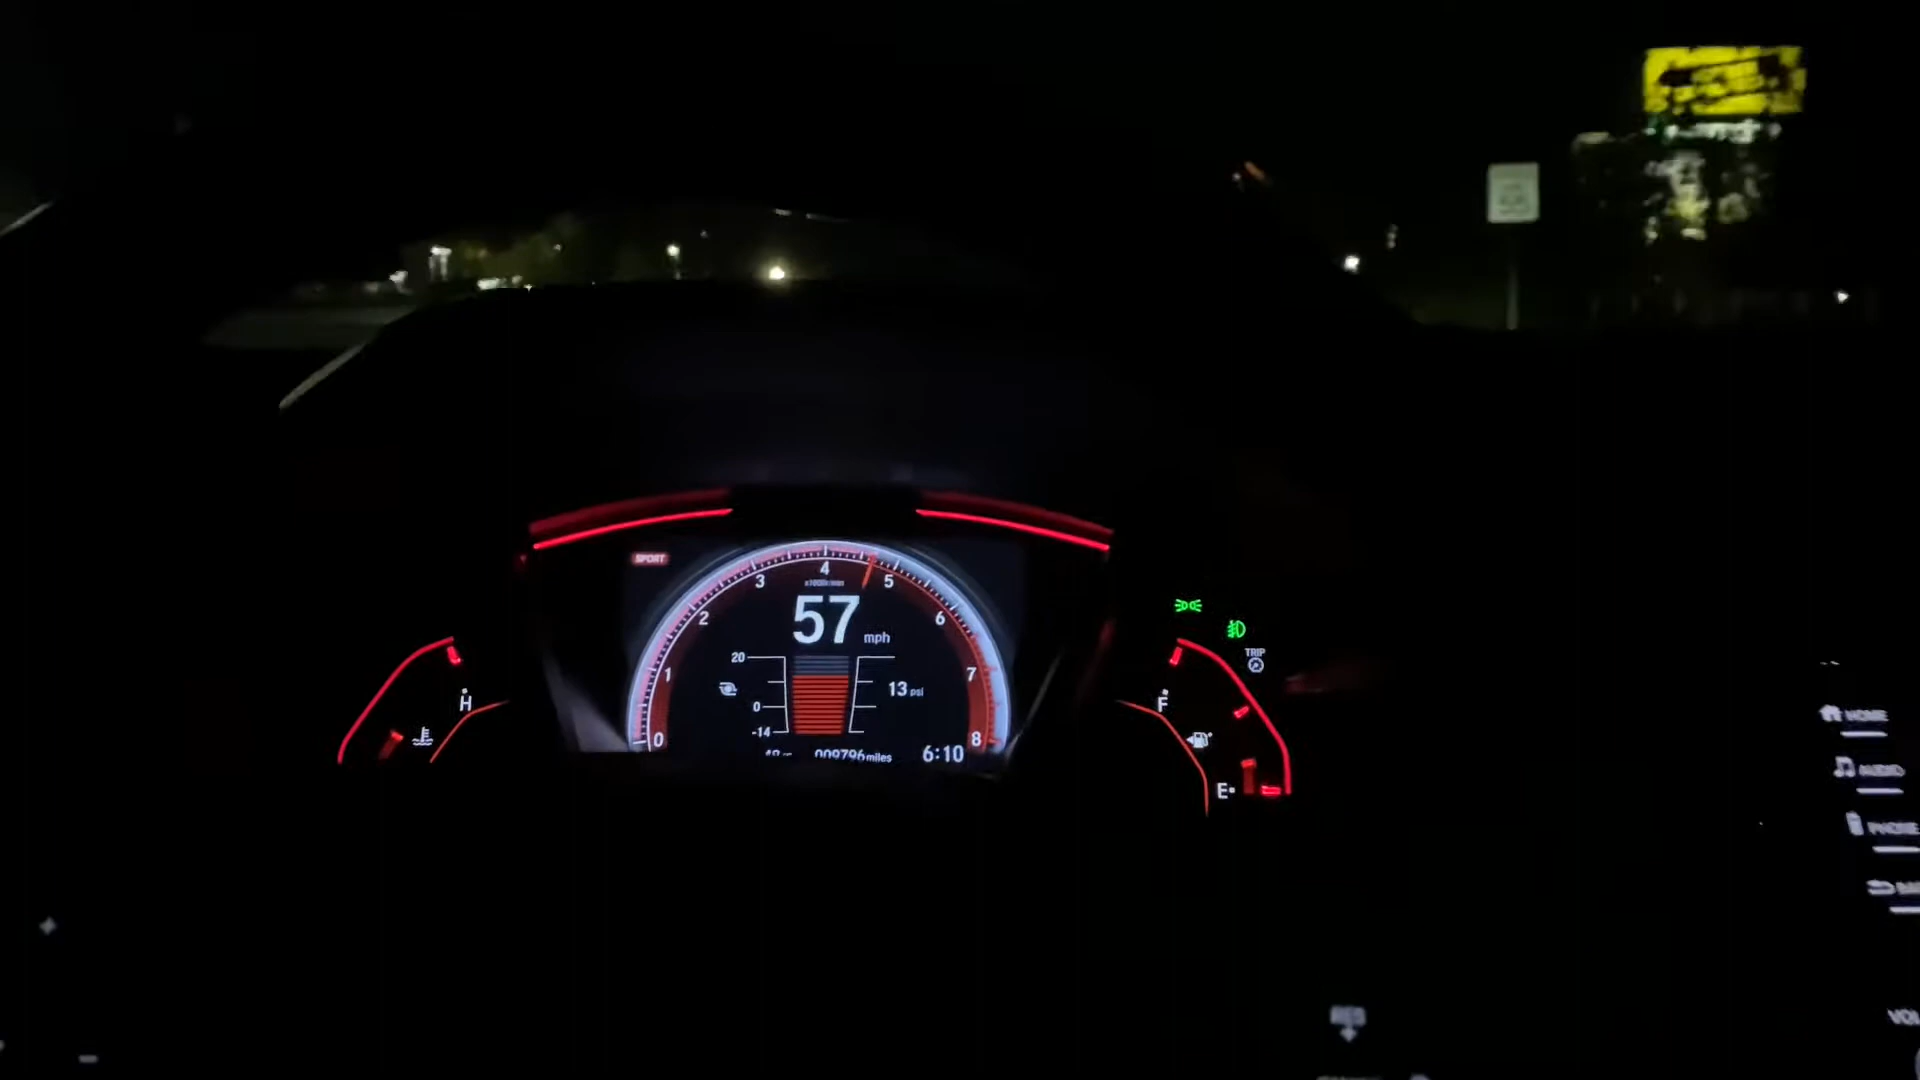 SPORT
4
3
5
x1000r/min
57
mph
2
6
20
1
7
13 psi
0
-14
0
8
009796 miles
6:10
H
TRIP
F
E
HOME
AUDIO
PHONE
RES
+